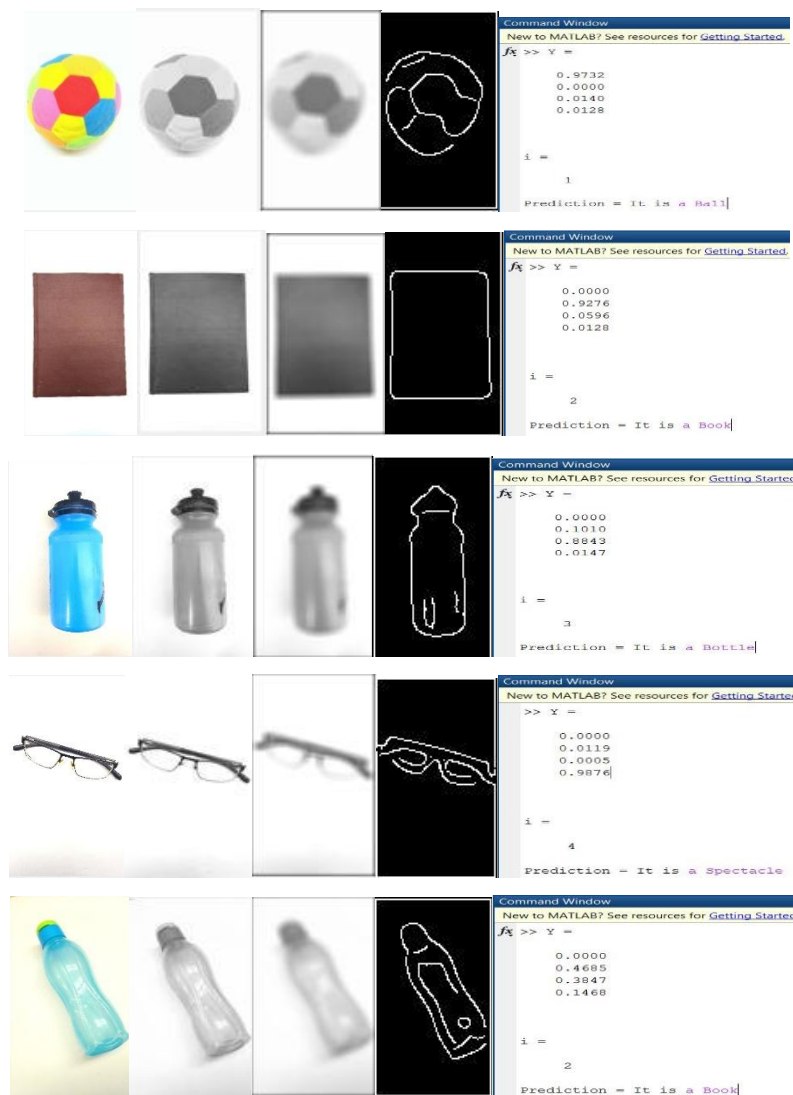 Command Window
New to MATLAB? See resources for Getting Started.
fx >> Y =
0.9732
0.0000
0.0140
0.0128
i =
1
Prediction = It is a Ball
Command Window
New to MATLAB? See resources for Getting Started.
fx >> Y =
0.0000
0.9276
0.0596
0.0128
i =
2
Prediction = It is a Book
Command Window
New to MATLAB? See resources for Getting Started
fx >> Y =
0.0000
0.1010
0.8843
0.0147
i =
3
Prediction = It is a Bottle
Command Window
New to MATLAB? See resources for Getting Started
>> Y =
0.0000
0.0119
0.0005
0.9876
i =
4
Prediction = It is a Spectacle
Command Window
New to MATLAB? See resources for Getting Started
fx >> Y =
0.0000
0.4685
0.3847
0.1468
i =
2
Prediction = It is a Book